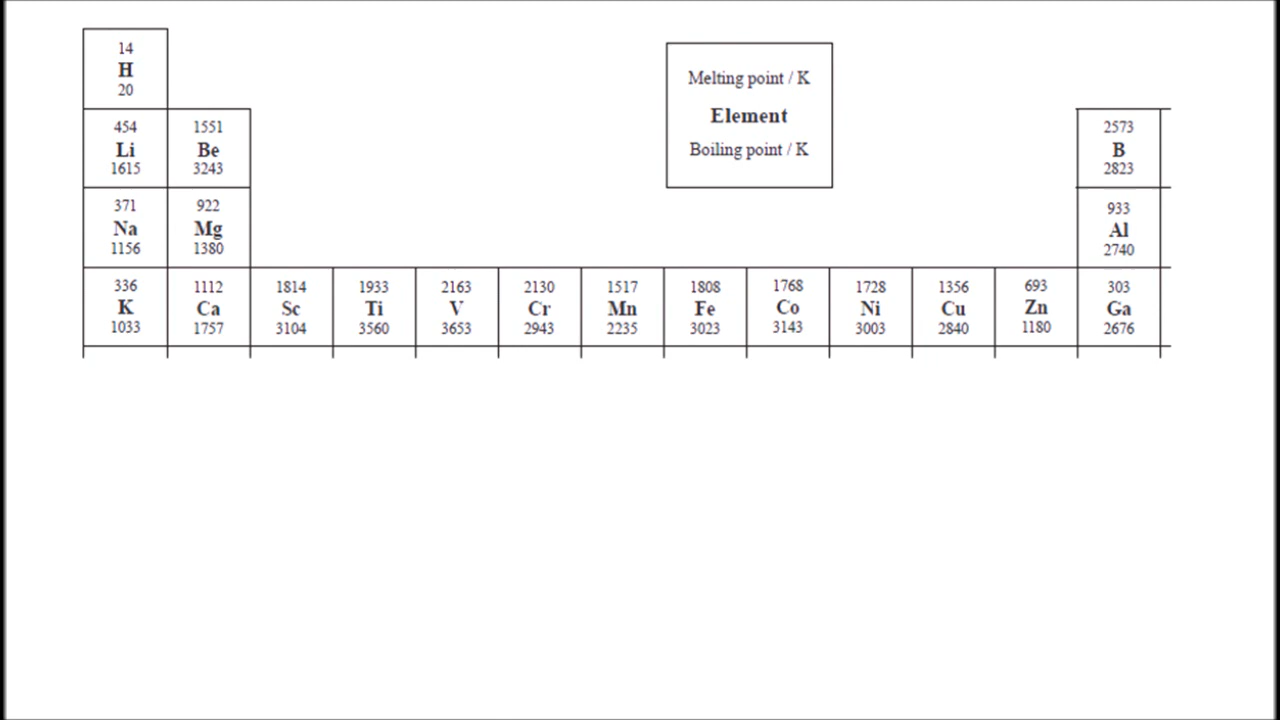 14
H
20
Melting point / K
Element
Boiling point / K
454 1551 2573
Li Be B
1615 3243 2823
371 922 933
Na Mg Al
1156 1380 2740
336 1112 1814 1933 2163 2130 1517 1808 1768 1728 1356 693 303
K Ca Sc Ti V Cr Mn Fe Co Ni Cu Zn Ga
1033 1757 3104 3560 3653 2943 2235 3023 3143 3003 2840 1180 2676